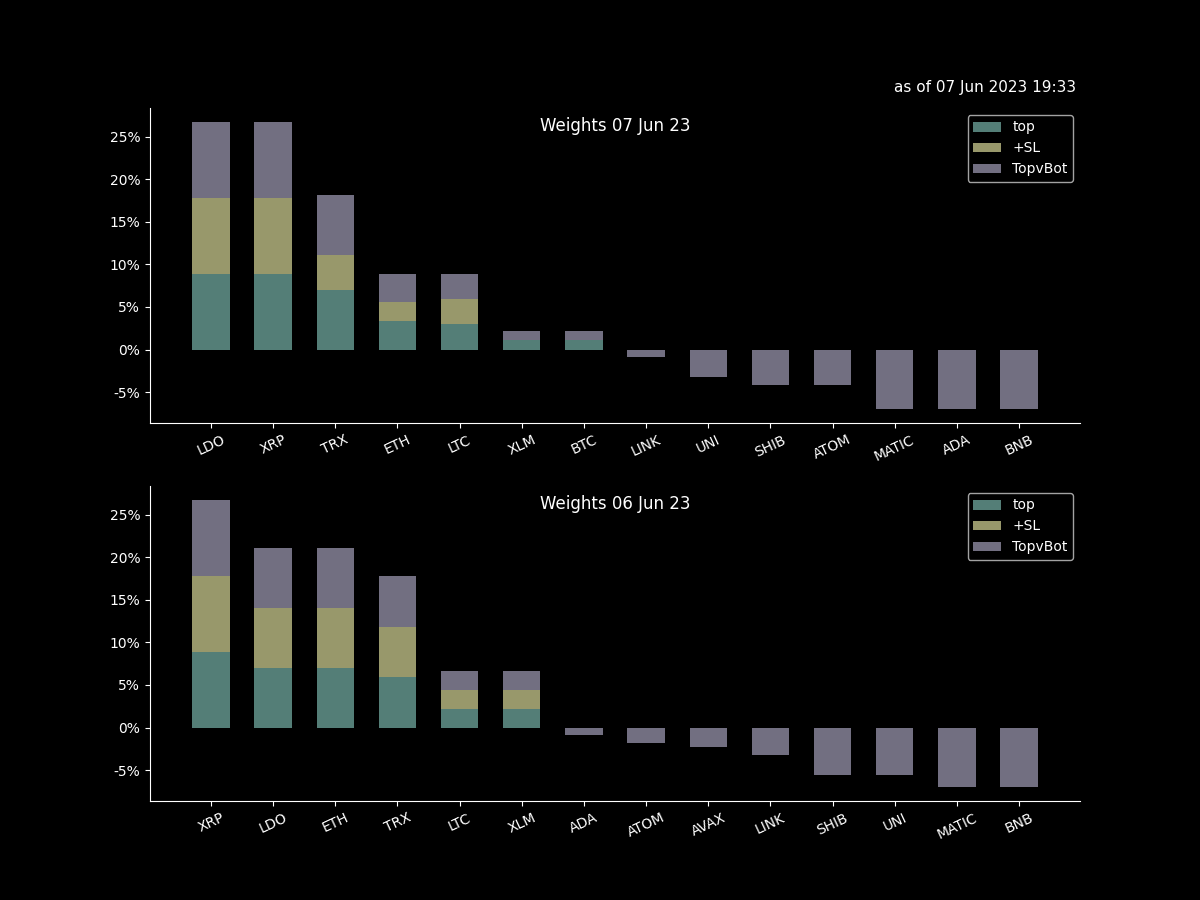 as of 07 Jun 2023 19:33
Weights 07 Jun 23
top
+SL
TopvBot
25%
20%
15%
10%
5%
0%
-5%
LDO XRP TRX ETH LTC XLM BTC LINK UNI SHIB ATOM MATIC ADA BNB
Weights 06 Jun 23
top
+SL
TopvBot
25%
20%
15%
10%
5%
0%
-5%
XRP LDO ETH TRX LTC XLM ADA ATOM AVAX LINK SHIB UNI MATIC BNB